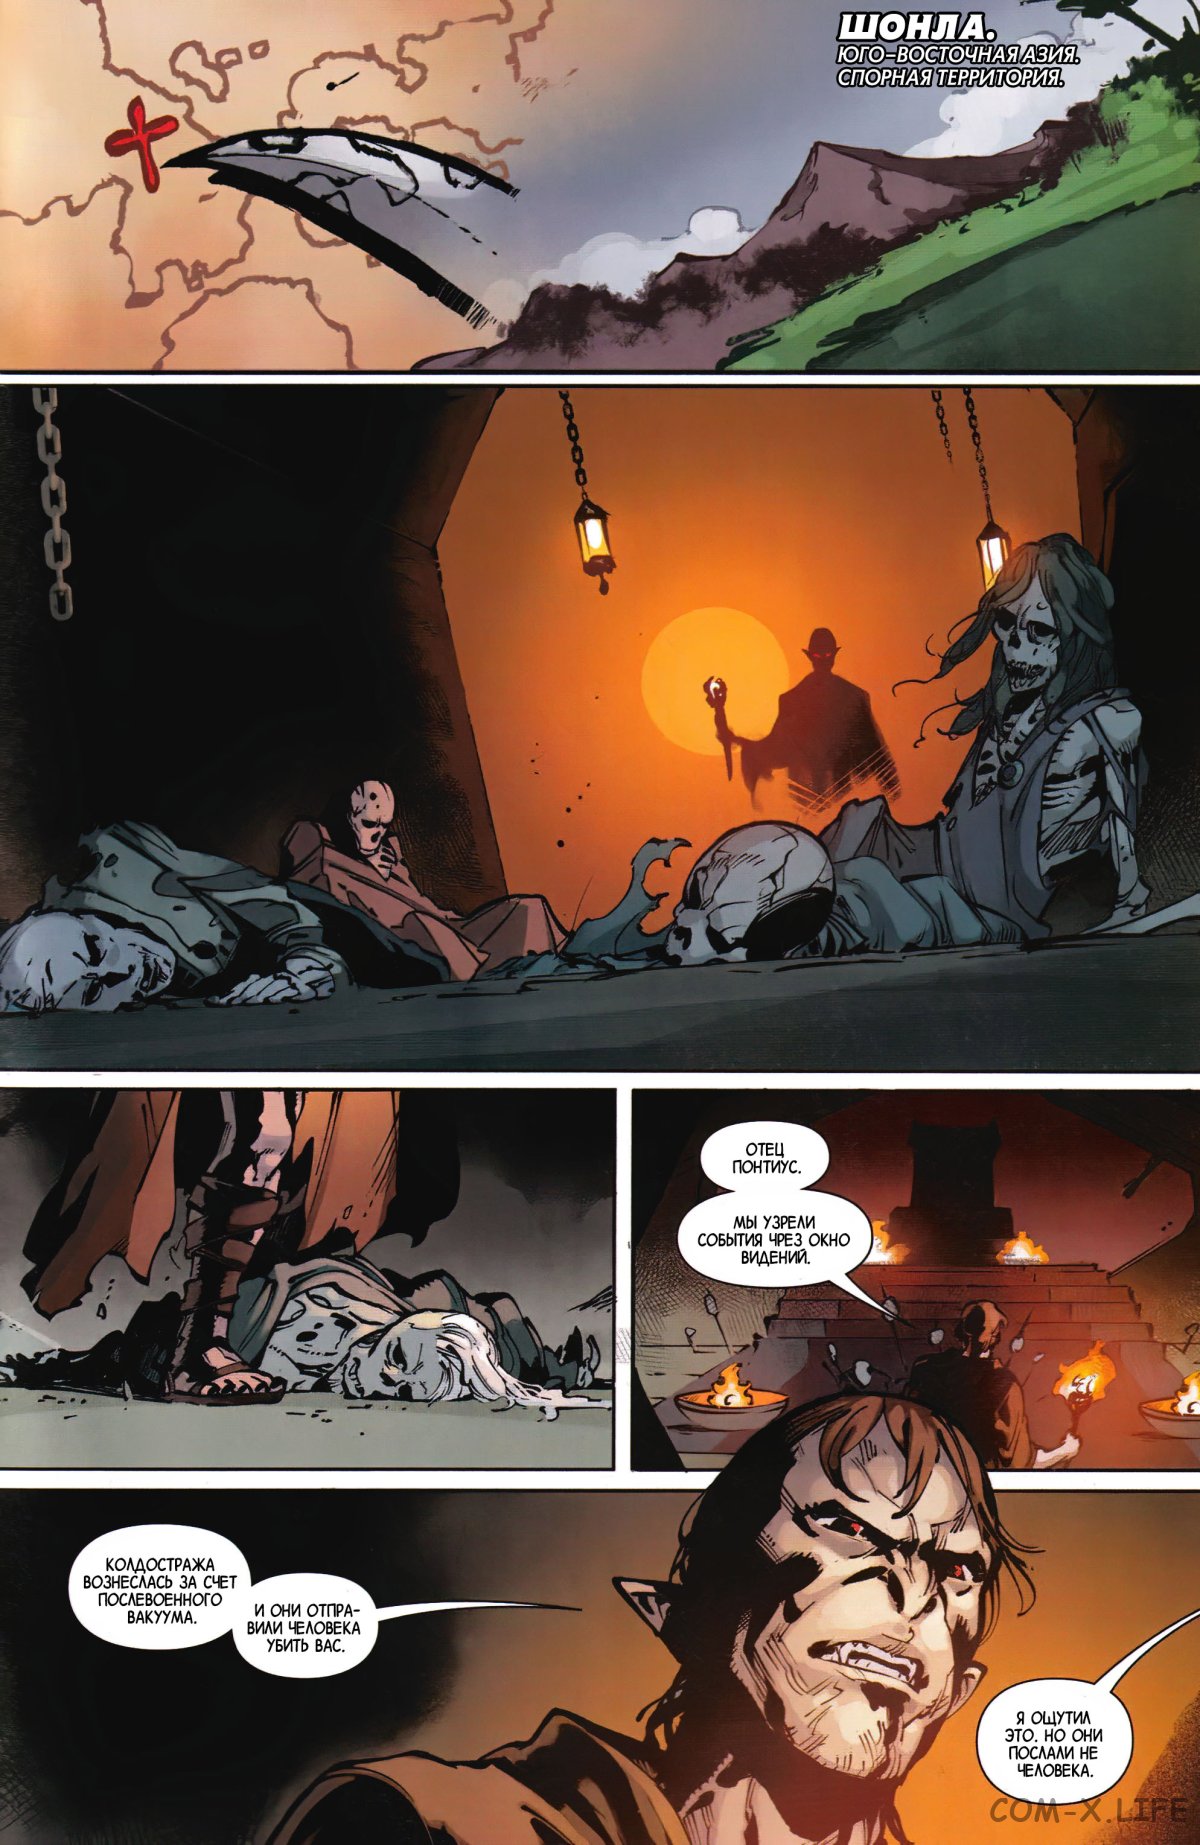 ШОНЛА.
ЮГО-ВОСТОЧНАЯ АЗИЯ.
СПОРНАЯ ТЕРРИТОРИЯ.
ОТЕЦ
ПОНТИУС.
МЫ УЗРЕЛИ
СОБЫТИЯ ЧРЕЗ ОКНО
ВИДЕНИЙ.
КОЛДОСТРАЖА
ВОЗНЕСЛАСЬ ЗА СЧЕТ
ПОСЛЕВОЕННОГО
ВАКУУМА.
И ОНИ ОТПРА-
ВИЛИ ЧЕЛОВЕКА
УБИТЬ ВАС.
Я ОЩУТИЛ
ЭТО. НО ОНИ
ПОСЛАЛИ НЕ
ЧЕЛОВЕКА.
COM-X.LIFE